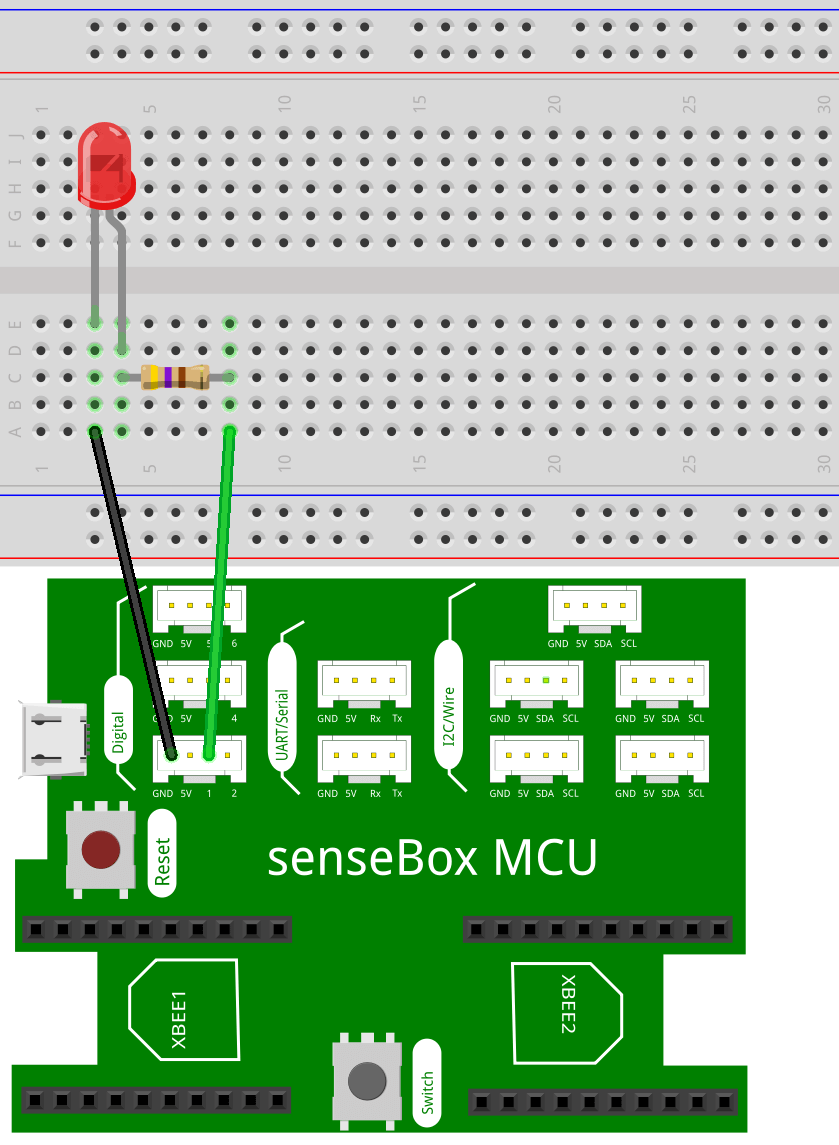 1 5 10 15 20 25 30
J
I
H
G
F
E
D
C
B
A
1 5 10 15 20 25 30
GND 5V 5 6
GND 5V SDA SCL
4
GND 5V Rx Tx
GND 5V SDA SCL
GND 5V SDA SCL
Digital
UART/Serial
I2C/Wire
GND 5V 1 2
GND 5V Rx Tx
GND 5V SDA SCL
GND 5V SDA SCL
Reset
senseBox MCU
XBEE1
XBEE2
Switch